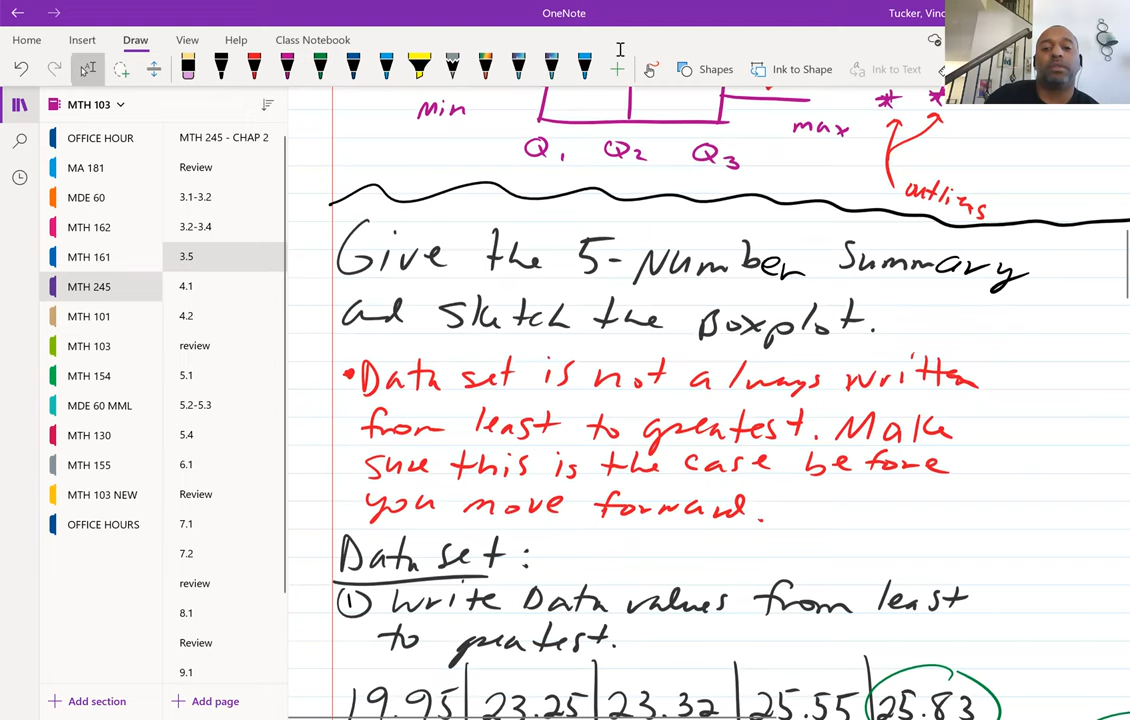 OneNote
Tucker, Vinc
Home
Insert
Draw
View
Help
Class Notebook
Shapes
Ink to Shape
Ink to Text
MTH 103
OFFICE HOUR
MA 181
MDE 60
MTH 162
MTH 161
MTH 245
MTH 101
MTH 103
MTH 154
MDE 60 MML
MTH 130
MTH 155
MTH 103 NEW
OFFICE HOURS
Add section
MTH 245 - CHAP 2
Review
3.1-3.2
3.2-3.4
3.5
4.1
4.2
review
5.1
5.2-5.3
5.4
6.1
Review
7.1
7.2
review
8.1
Review
9.1
Add page
Min
max
* *
Q1 Q2 Q3
outliers
Give the 5-Number Summary
and sketch the Boxplot.
•Data set is not always written
from least to greatest. Make
sure this is the case before
you move forward.
Data set:
① Write Data values from least
to greatest.
19.95 | 23.25 | 23.32 | 25.55 | 25.83